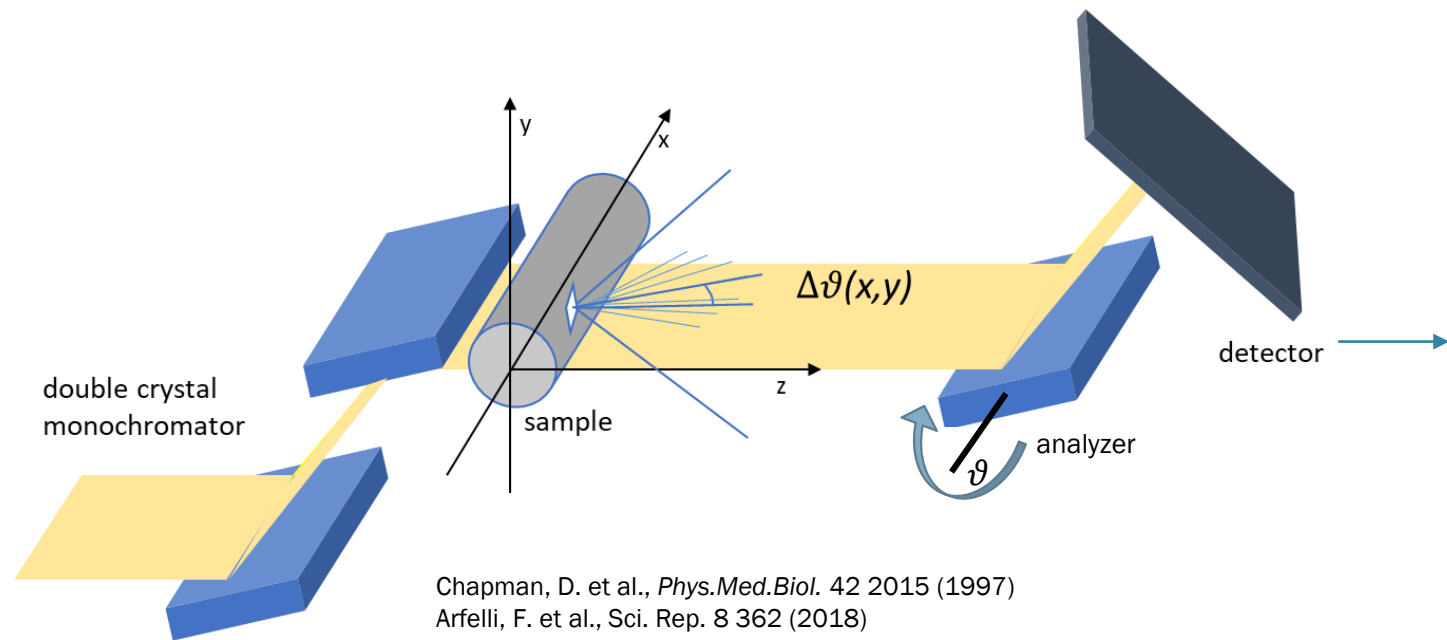 y
x
Δϑ(x,y)
detector
z
double crystal
monochromator
sample
analyzer
ϑ
Chapman, D. et al., Phys.Med.Biol. 42 2015 (1997)
Arfelli, F. et al., Sci. Rep. 8 362 (2018)